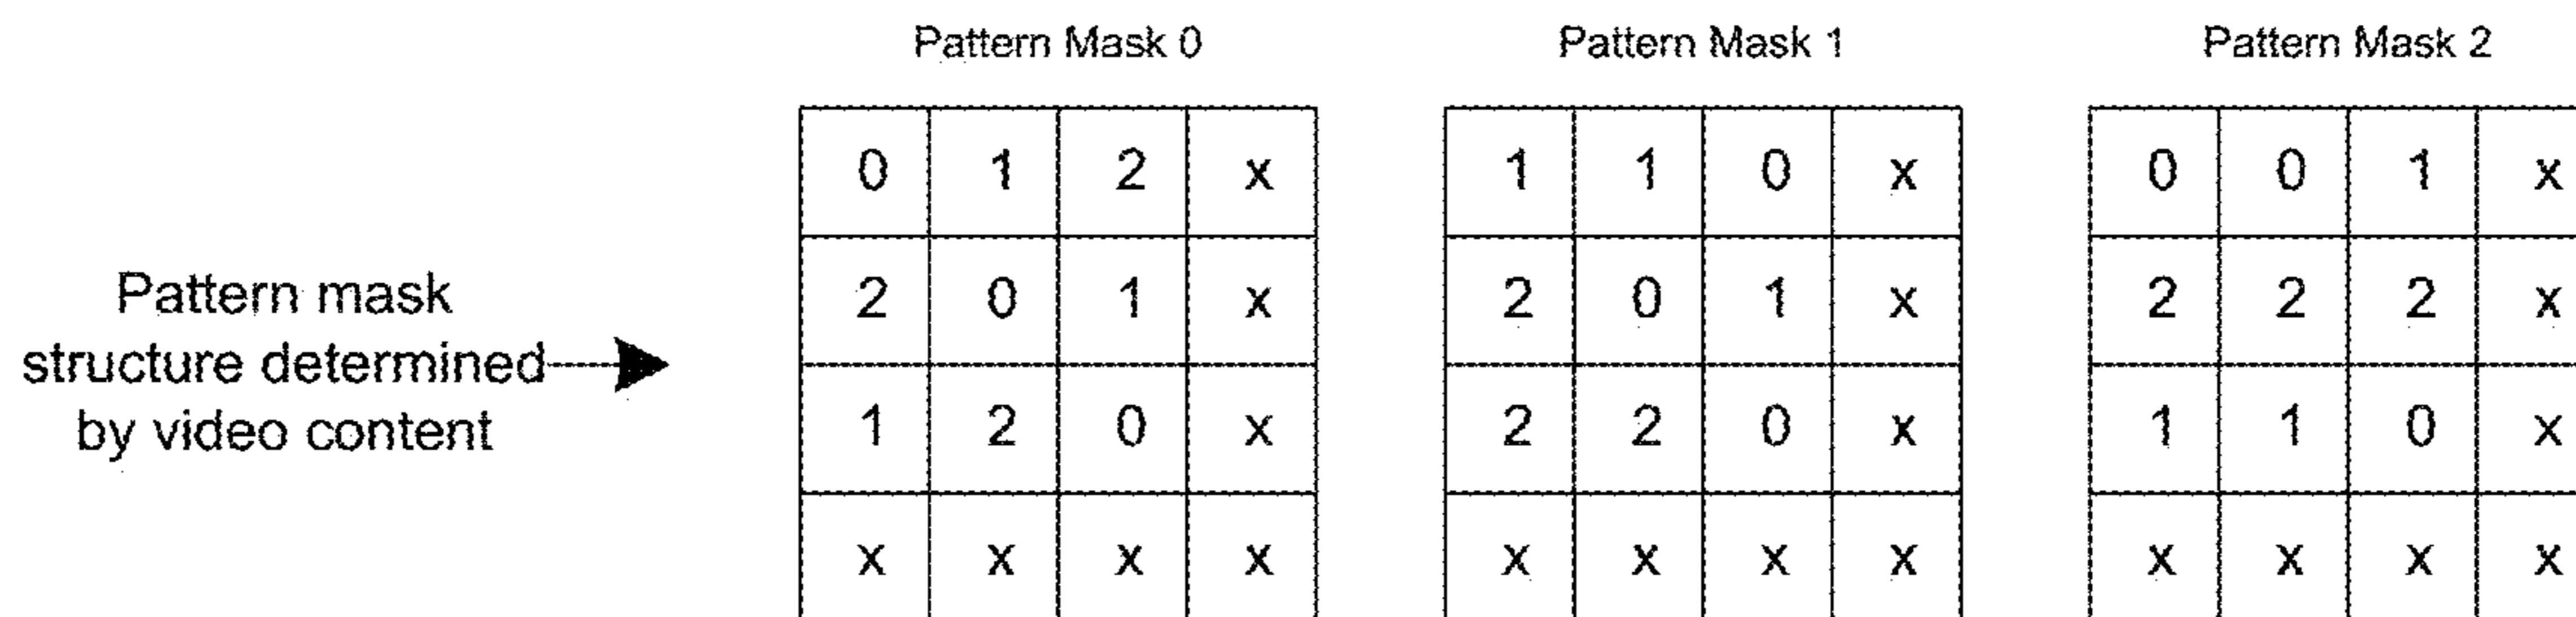 Pattern Mask 0 Pattern Mask 1 Pattern Mask 2
0 1 2 x 1 1 0 x 0 0 1 x
Pattern mask
structure determined
by video content
2 0 1 x 2 0 1 x 2 2 2 x
1 2 0 x 2 2 0 x 1 1 0 x
x x x x x x x x x x x x